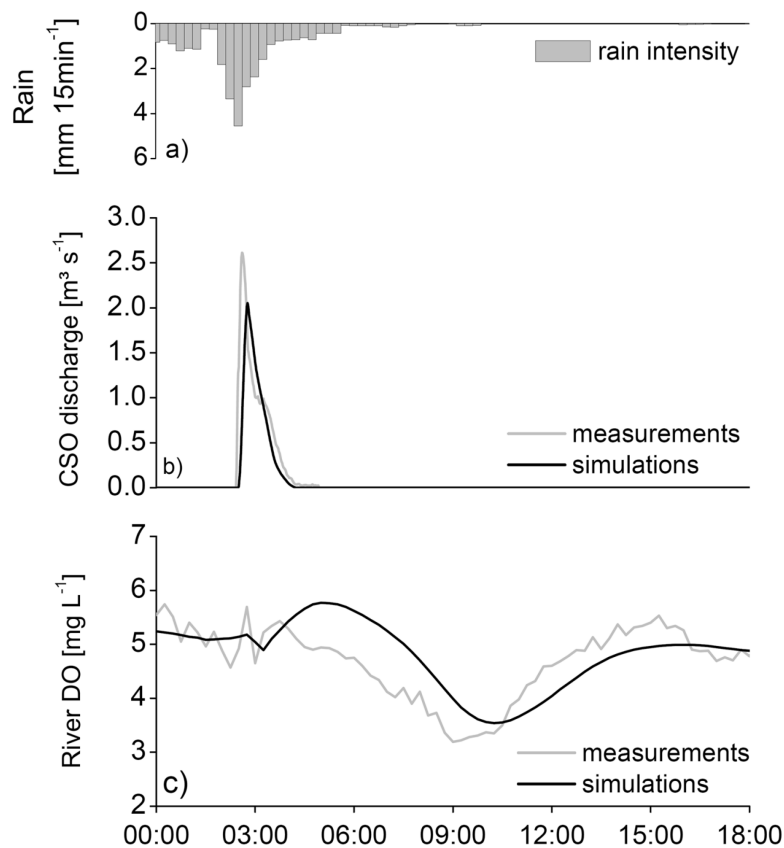 Rain
[mm 15min⁻¹]
0
2
4
6
rain intensity
a)
CSO discharge [m³ s⁻¹]
3.0
2.5
2.0
1.5
1.0
0.5
0.0
measurements
simulations
b)
River DO [mg L⁻¹]
7
6
5
4
3
2
measurements
simulations
c)
00:00 03:00 06:00 09:00 12:00 15:00 18:00